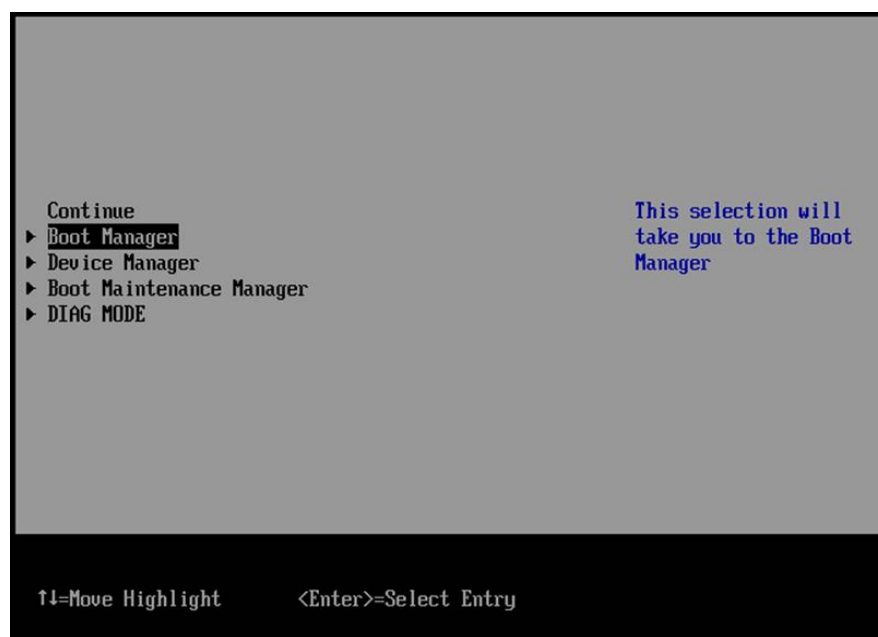 Continue
▶ Boot Manager
▶ Device Manager
▶ Boot Maintenance Manager
▶ DIAG MODE
This selection will
take you to the Boot
Manager
↑↓=Move Highlight
<Enter>=Select Entry